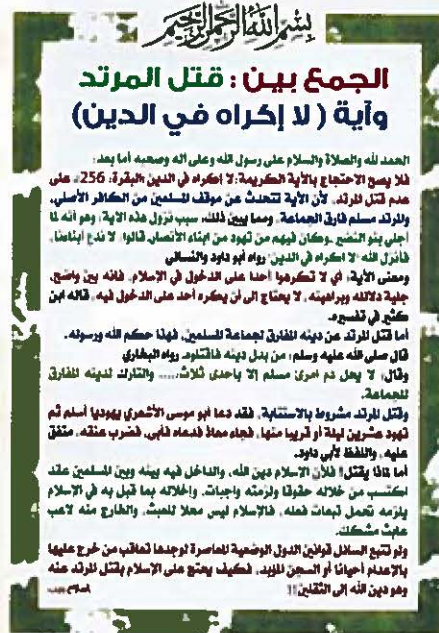 بسم الله الرحمن الرحيم
الجمع بين : قتل المرتد
وآية ( لا إكراه في الدين)
الحمد لله والصلاة والسلام على رسول الله وعلى آله وصحبه أما بعد:
فلا يصح الاحتجاج بالآية الكريمة: لا إكراه في الدين البقرة: 256، على
عدم قتل المرتد، لأن الآية تتحدث عن موقف المسلمين من الكافر الأصلي،
والمرتد مسلم فارق الجماعة، ومما يبين ذلك، سبب نزول هذه الآية، وهو أنه لما
أجلي بنو النضير، وكان فيهم من تهود من أبناء الأنصار، قالوا: لا ندع أبناءنا،
فأنزل الله "لا إكراه في الدين" رواه أبو داود والنسائي
ومعنى الآية: أي لا تكرهوا أحدا على الدخول في الإسلام، فإنه بين واضح،
جلية دلائله وبراهينه، لا يحتاج إلى أن يكره أحد على الدخول فيه، قاله ابن
كثير في تفسيره.
أما قتل المرتد عن دينه المفارق لجماعة المسلمين، فهذا حكم الله ورسوله.
قال صلى الله عليه وسلم: من بدل دينه فاقتلوه. رواه البخاري
وقال: لا يحل دم امرئ مسلم إلا بإحدى ثلاث..... والتارك لدينه المفارق
للجماعة.
وقتل المرتد مشروط بالاستتابة، فقد دعا أبو موسى الأشعري يهوديا أسلم ثم
تهود عشرين ليلة أو قريبا منها، فجاء معاذ فدعاه فأبى، فضرب عنقه، متفق
عليه، واللفظ لأبي داود.
أما لماذا يقتل؟ فلأن الإسلام دين الله، والداخل فيه بينه وبين المسلمين عقد
اكتسب من خلاله حقوقا ولزمته واجبات، وإخلاله بما قبل به في الإسلام
يلزمه تحمل تبعات فعله، فالإسلام ليس محلا للعبث، والخارج منه لاعب
عابث مشكك.
ولو تتبع السائل قوانين الدول الوضعية المعاصرة لوجدها تعاقب من خرج عليها
بالإعدام أحيانا أو السجن المؤبد، فكيف يعتع على الإسلام بقتل المرتد عنه
وهو دين الله إلى الثقلين!!